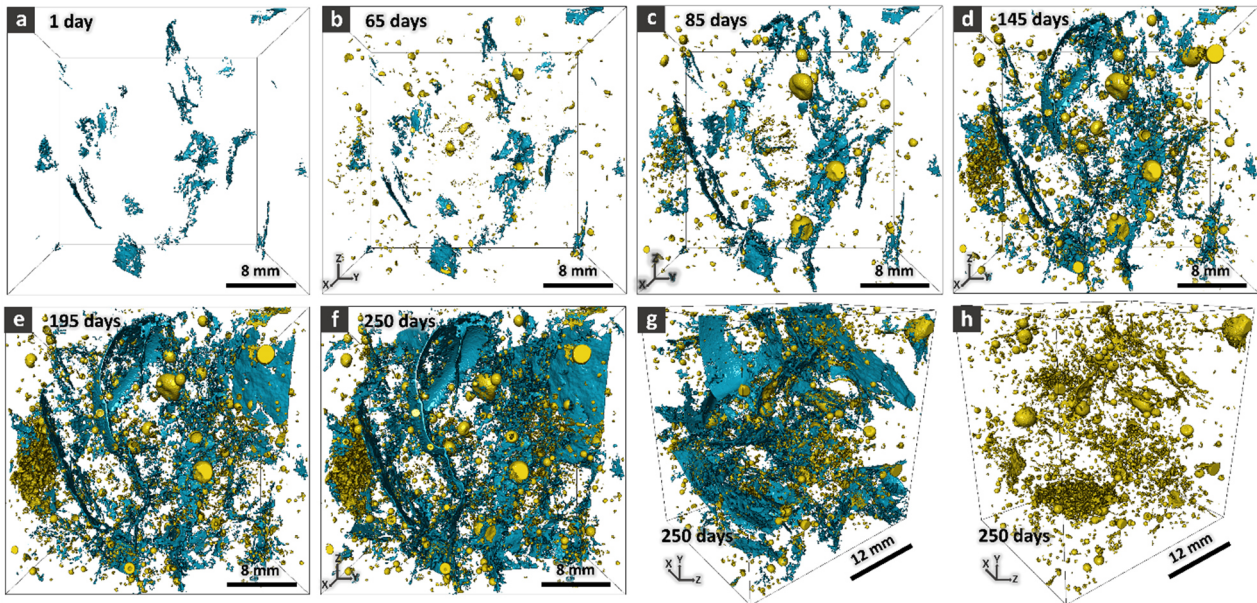 a 1 day
b 65 days
Z
X Y
8 mm
8 mm
c 85 days
Z
X Y
8 mm
d 145 days
Z
X Y
8 mm
e 195 days
8 mm
f 250 days
Z
X Y
8 mm
g
250 days
X Y
Z
12 mm
h
250 days
X Y
Z
12 mm